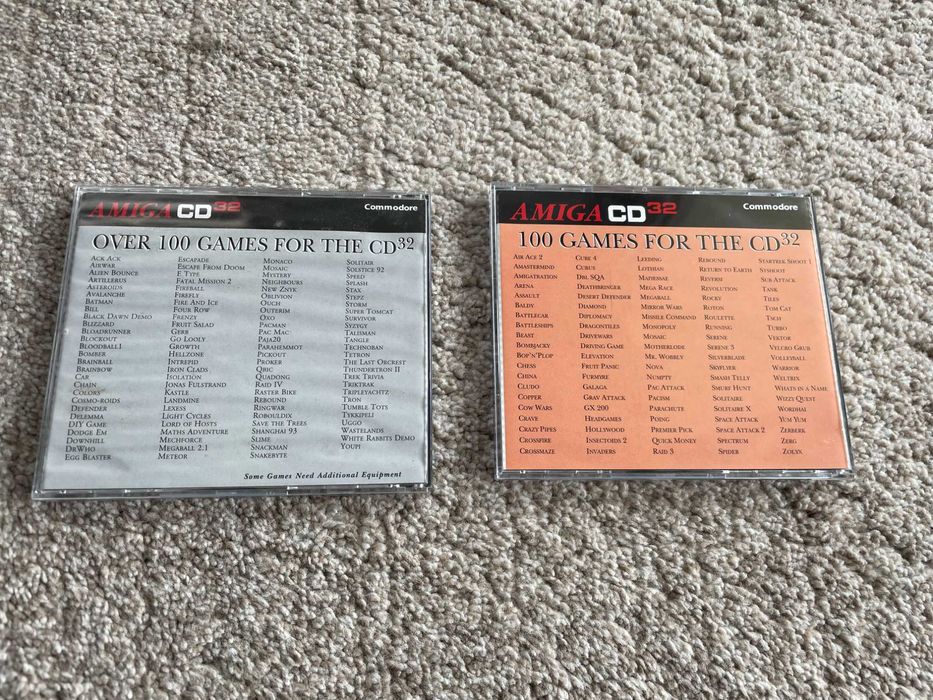 AMIGA CD32
Commodore
OVER 100 GAMES FOR THE CD32
ACK ACK
AIRWAR
ALIEN BOUNCE
ARTILLERUS
ASTEROIDS
AVALANCHE
BATMAN
BILL
BLACK DAWN DEMO
BLIZZARD
BLOADRUNNER
BLOCKOUT
BLOODBALL1
BOMBER
BRAINBALL
BRAINBOW
CAR
CHAIN
COLORS
COSMO-ROIDS
DEFENDER
DELEMMA
DIY GAME
DODGE EM
DOWNHILL
DRWHO
EGG BLASTER
ESCAPADE
ESCAPE FROM DOOM
E TYPE
FATAL MISSION 2
FIREBALL
FIREFLY
FIRE AND ICE
FOUR ROW
FRENZY
FRUIT SALAD
GERB
GO LOOLY
GROWTH
HELLZONE
INTREPID
IRON CLADS
ISOLATION
JONAS FULSTRAND
KASTLE
LANDMINE
LEXESS
LIGHT CYCLES
LORD OF HOSTS
MATHS ADVENTURE
MECHFORCE
MEGABALL 2.1
METEOR
MONACO
MOSAIC
MYSTERY
NEIGHBOURS
NEW ZNYK
OBLIVION
OUCH
OUTERIM
OXO
PACMAN
PAC MAC
PAJA20
PARAHEMMOT
PICKOUT
PROKER
QBIC
QUADONG
RAID IV
RASTER BIKE
REBOUND
RINGWAR
ROBOULDIX
SAVE THE TREES
SHANGHAI 93
SLIME
SNACKMAN
SNAKEBYTE
SOLITAIR
SOLSTICE 92
SPEED
SPLASH
STAX
STEPZ
STORM
SUPER TOMCAT
SURVIVOR
SYZYGY
TALISMAN
TANGLE
TECHNOBAN
TETRON
THE LAST ORCREST
THUNDERTRON II
TREK TRIVIA
TRIKTRAK
TRIPLEYACHTZ
TRON
TUMBLE TOTS
TYKKIPELI
UGGO
WASTELANDS
WHITE RABBITS DEMO
YOUPI
Some Games Need Additional Equipment
AMIGA CD32
Commodore
100 GAMES FOR THE CD32
AIR ACE 2
AMASTERMIND
AMIGATRATION
ARENA
ASSAULT
BALDY
BATTLECAR
BATTLESHIPS
BEAST
BOMBJACKY
BOP'N'PLOP
CHESS
CHINA
CLUDO
COPPER
COW WARS
CRAVE
CRAZY PIPES
CROSSFIRE
CROSSMAZE
CUBE 4
CUBUS
DBL SQA
DEATHBRINGER
DESERT DEFENDER
DIAMOND
DIPLOMACY
DRAGONTILES
DRIVEWARS
DRIVING GAME
ELEVATION
FRUIT PANIC
FURMYRE
GALAGA
GRAV ATTACK
GX 200
HEADGAMES
HOLLYWOOD
INSECTOIDS 2
INVADERS
LEEDING
LOTHIAN
MADIESSAE
MEGA RACE
MEGABALL
MIRROR WARS
MISSILE COMMAND
MONOPOLY
MOSAIC
MOTHERLODE
MR. WOBBLY
NOVA
NUMPTY
PAC ATTACK
PACISM
PARACHUTE
POING
PREMIER PICK
QUICK MONEY
RAID 3
REBOUND
RETURN TO EARTH
REVERSI
REVOLUTION
ROCKY
ROTON
ROULETTE
RUNNING
SERENE
SERENE 3
SILVERBLADE
SKYFLYER
SMASH TELLY
SMURF HUNT
SOLITAIRE
SOLITAIRE X
SPACE ATTACK
SPACE ATTACK 2
SPECTRUM
SPIDER
STARTREK SHOOT 1
STSHOOT
SUB ATTACK
TANK
TILES
TOM CAT
TSCH
TURBO
VEKTOR
VELCRO GRUB
VOLLEYBALL
WARRIOR
WELTRIX
WHATS IN A NAME
WIZZY QUEST
WORDHAI
YUM YUM
ZERBERK
ZERG
ZOLYX